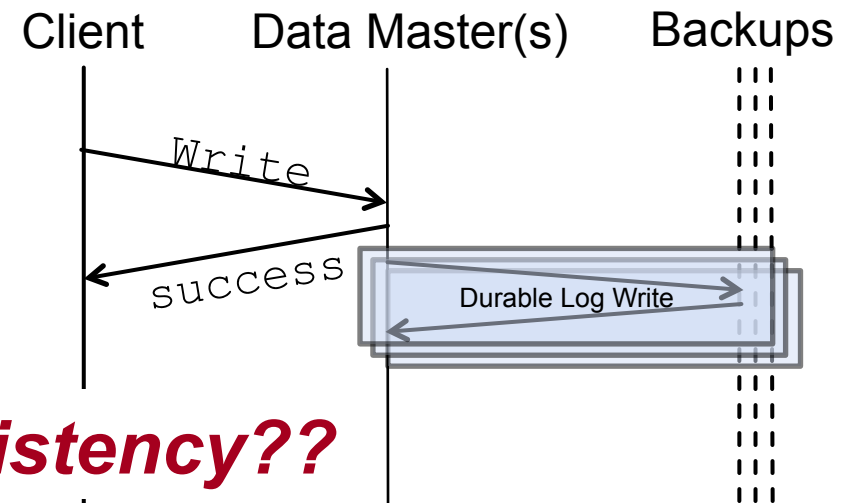 Client Data Master(s) Backups
Write
success
Durable Log Write
istency??